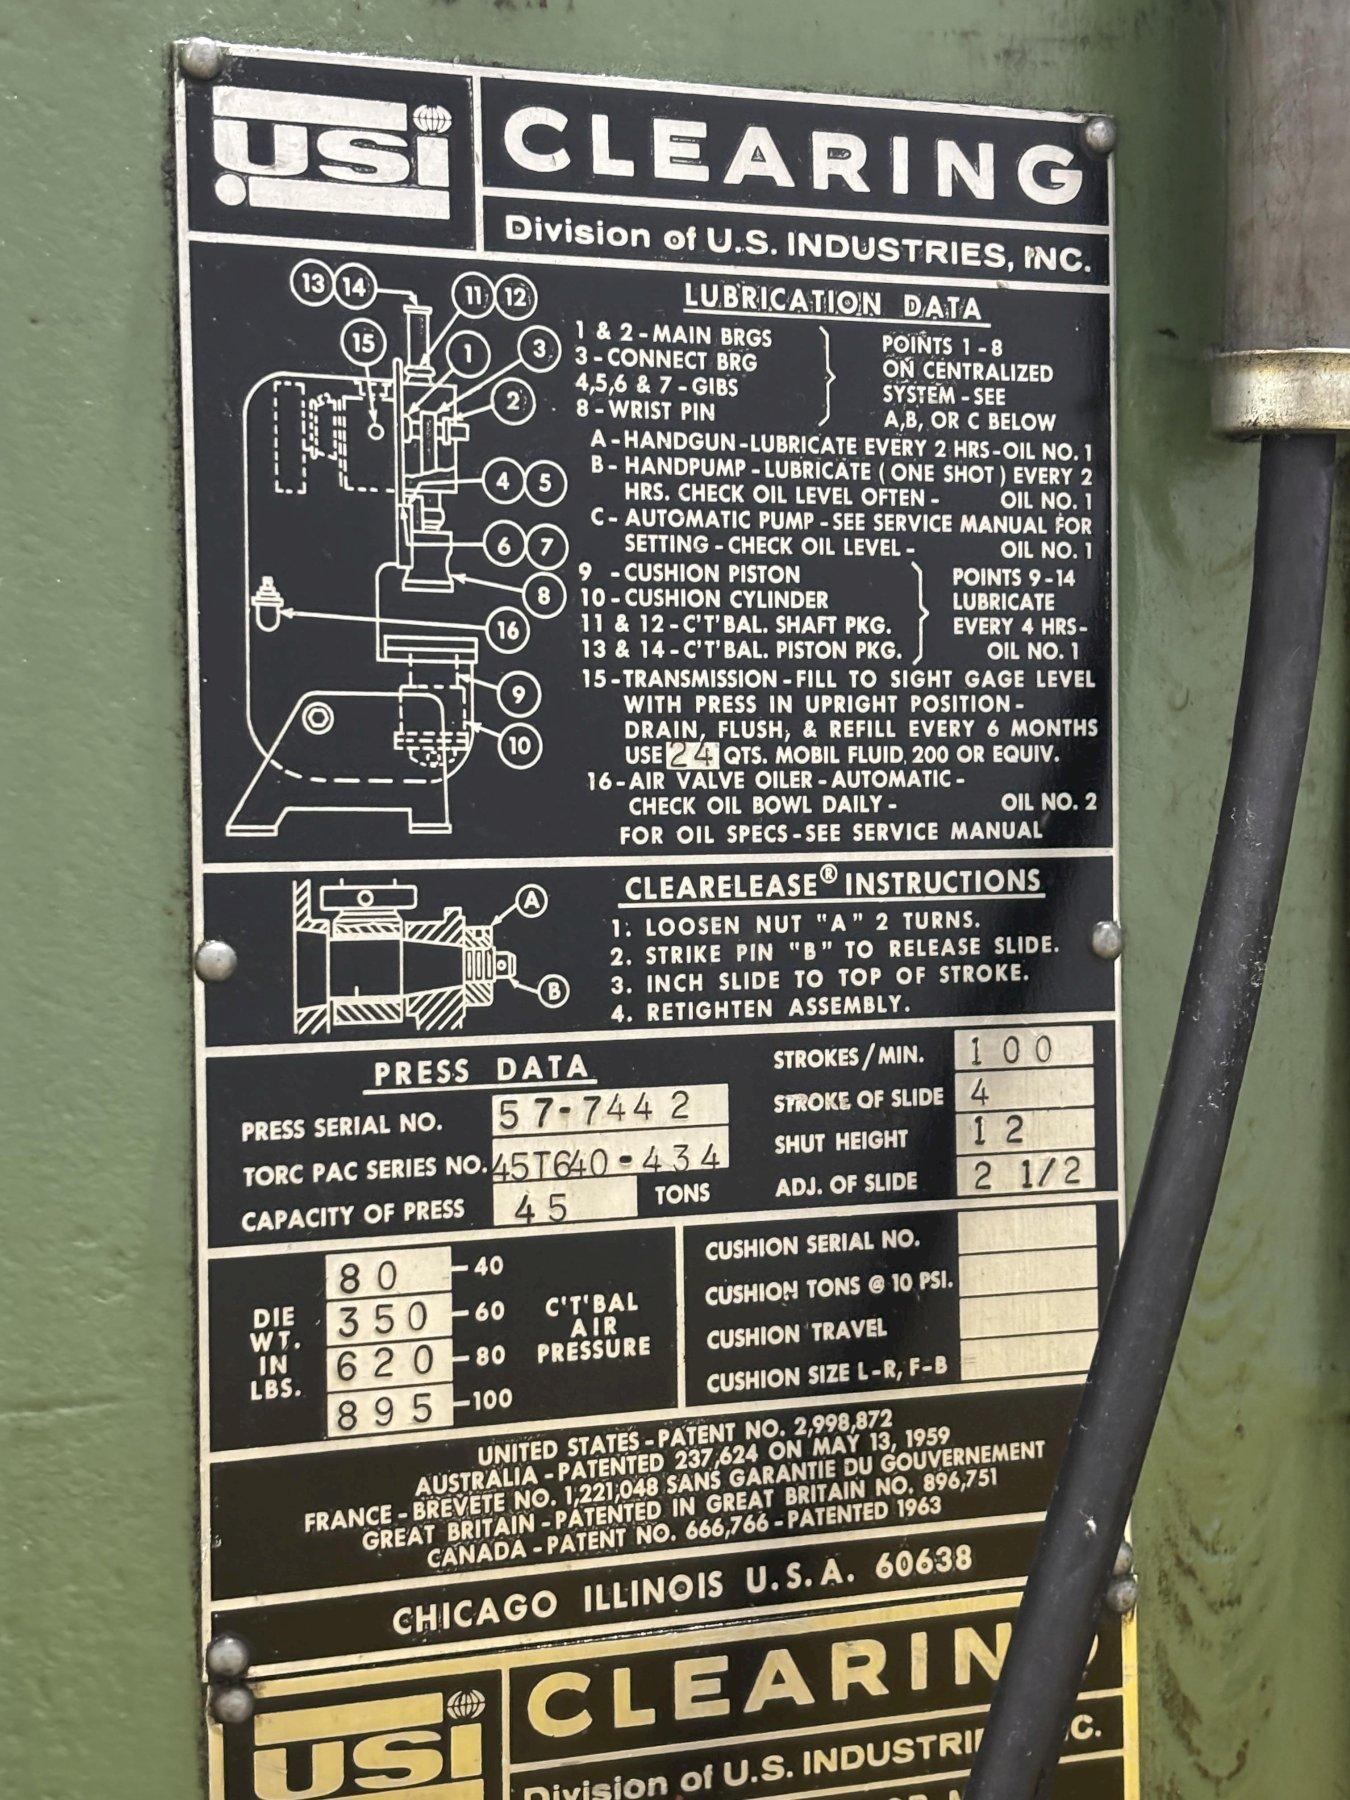 USI
CLEARING
Division of U.S. INDUSTRIES, INC.
13 14 11 12
15 1 3
2
4 5
6 7
8
16
9
10
LUBRICATION DATA
1 & 2 - MAIN BRGS
3 - CONNECT BRG
4,5,6 & 7 - GIBS
8 - WRIST PIN
POINTS 1 - 8
ON CENTRALIZED
SYSTEM - SEE
A,B, OR C BELOW
A - HANDGUN - LUBRICATE EVERY 2 HRS - OIL NO. 1
B - HANDPUMP - LUBRICATE (ONE SHOT) EVERY 2
HRS. CHECK OIL LEVEL OFTEN - OIL NO. 1
C - AUTOMATIC PUMP - SEE SERVICE MANUAL FOR
SETTING - CHECK OIL LEVEL - OIL NO. 1
9 - CUSHION PISTON
10 - CUSHION CYLINDER
11 & 12 - C'T'BAL. SHAFT PKG.
13 & 14 - C'T'BAL. PISTON PKG.
POINTS 9 - 14
LUBRICATE
EVERY 4 HRS-
OIL NO. 1
15 - TRANSMISSION - FILL TO SIGHT GAGE LEVEL
WITH PRESS IN UPRIGHT POSITION -
DRAIN, FLUSH, & REFILL EVERY 6 MONTHS
USE 24 QTS. MOBIL FLUID 200 OR EQUIV.
16 - AIR VALVE OILER - AUTOMATIC -
CHECK OIL BOWL DAILY - OIL NO. 2
FOR OIL SPECS - SEE SERVICE MANUAL
A
B
CLEARELEASE® INSTRUCTIONS
1. LOOSEN NUT "A" 2 TURNS.
2. STRIKE PIN "B" TO RELEASE SLIDE.
3. INCH SLIDE TO TOP OF STROKE.
4. RETIGHTEN ASSEMBLY.
PRESS DATA
PRESS SERIAL NO. 57-7442
TORC PAC SERIES NO. 45T640-434
CAPACITY OF PRESS 45 TONS
STROKES/MIN. 100
STROKE OF SLIDE 4
SHUT HEIGHT 12
ADJ. OF SLIDE 2 1/2
DIE
WT.
IN
LBS.
80 - 40
350 - 60
620 - 80
895 - 100
C'T'BAL
AIR
PRESSURE
CUSHION SERIAL NO.
CUSHION TONS @ 10 PSI.
CUSHION TRAVEL
CUSHION SIZE L-R, F-B
UNITED STATES - PATENT NO. 2,998,872
AUSTRALIA - PATENTED 237,624 ON MAY 13, 1959
FRANCE - BREVETE NO. 1,221,048 SANS GARANTIE DU GOUVERNEMENT
GREAT BRITAIN - PATENTED IN GREAT BRITAIN NO. 896,751
CANADA - PATENT NO. 666,766 - PATENTED 1963
CHICAGO ILLINOIS U.S.A. 60638
USI
CLEARIN
Division of U.S. INDUSTRI